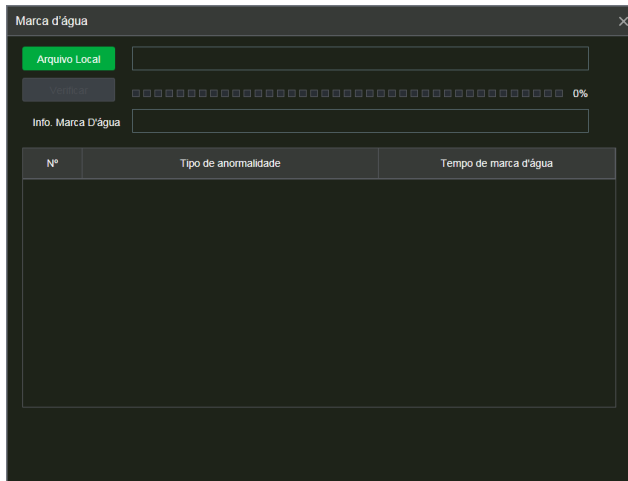 Marca d'água
Arquivo Local
Verificar
0%
Info. Marca D'água
Nº Tipo de anormalidade Tempo de marca d'água